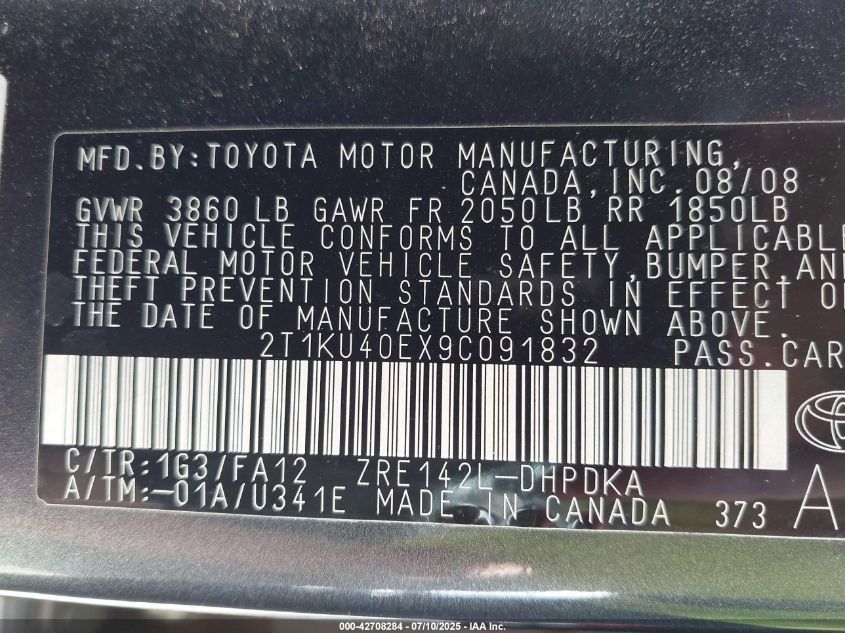 MFD.BY:TOYOTA MOTOR MANUFACTURING,
CANADA,INC.08/08
GVWR 3860 LB GAWR FR 2050LB RR 1850LB
THIS VEHICLE CONFORMS TO ALL APPLICABLE
FEDERAL MOTOR VEHICLE SAFETY,BUMPER,AN
THEFT PREVENTION STANDARDS IN EFFECT O
THE DATE OF MANUFACTURE SHOWN ABOVE.
2T1KU40EX9C091832 PASS.CAR
C/TR:1G3/FA12 ZRE142L-DHPDKA
A/TM:-01A/U341E MADE IN CANADA 373 A
000-42708284 - 07/10/2025 - IAA Inc.